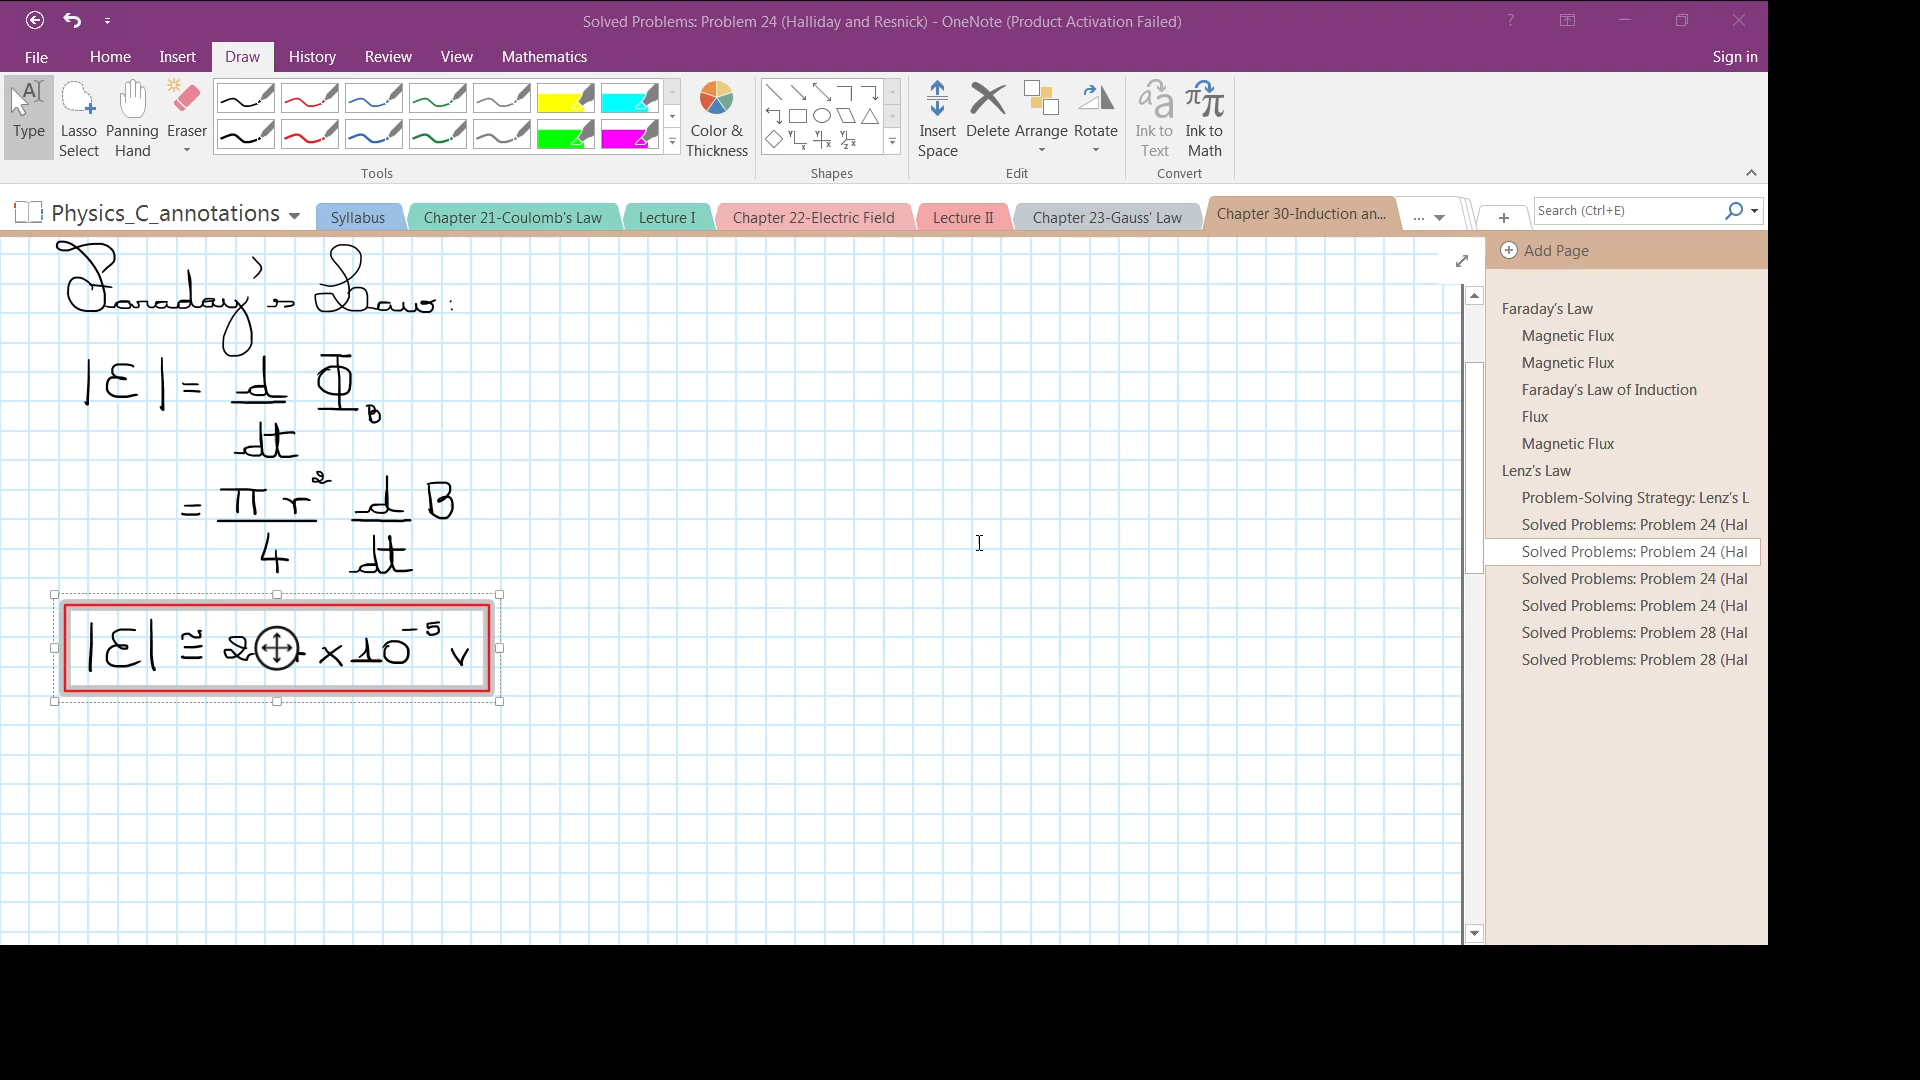 Solved Problems: Problem 24 (Halliday and Resnick) - OneNote (Product Activation Failed)
?
File Home Insert Draw History Review View Mathematics
Sign in
Type
Lasso Select
Panning Hand
Eraser
Color & Thickness
Insert Space
Delete
Arrange
Rotate
Ink to Text
Ink to Math
Tools
Shapes
Edit
Convert
Physics_C_annotations
Syllabus
Chapter 21-Coulomb's Law
Lecture I
Chapter 22-Electric Field
Lecture II
Chapter 23-Gauss' Law
Chapter 30-Induction an...
...
+
Search (Ctrl+E)
Faraday's Law:
|ε| = d/dt Φ_B
= π r²/4 d/dt B
|ε| ≅ 2 × 10⁻⁵ v
Add Page
Faraday's Law
Magnetic Flux
Magnetic Flux
Faraday's Law of Induction
Flux
Magnetic Flux
Lenz's Law
Problem-Solving Strategy: Lenz's L
Solved Problems: Problem 24 (Hal
Solved Problems: Problem 24 (Hal
Solved Problems: Problem 24 (Hal
Solved Problems: Problem 24 (Hal
Solved Problems: Problem 28 (Hal
Solved Problems: Problem 28 (Hal